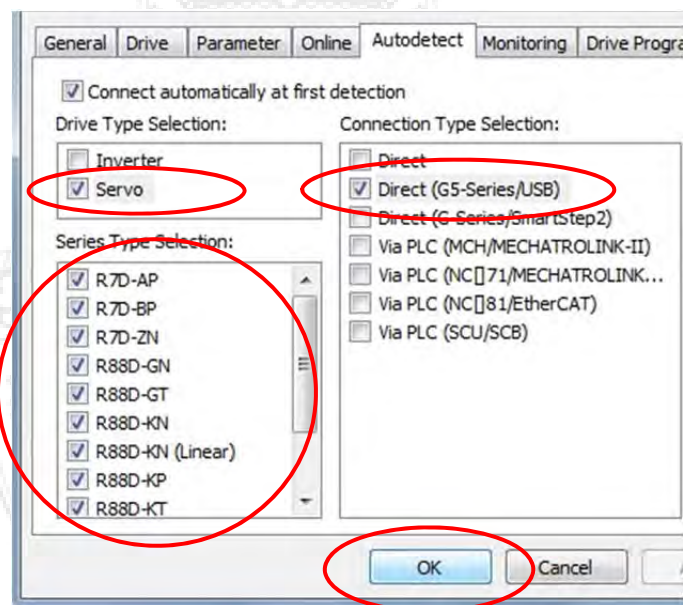 General Drive Parameter Online Autodetect Monitoring Drive Progra
Connect automatically at first detection
Drive Type Selection:
Inverter
Servo
Series Type Selection:
R7D-AP
R7D-BP
R7D-ZN
R88D-GN
R88D-GT
R88D-KN
R88D-KN (Linear)
R88D-KP
R88D-KT
Connection Type Selection:
Direct
Direct (G5-Series/USB)
Direct (G-Series/SmartStep2)
Via PLC (MCH/MECHATROLINK-II)
Via PLC (NC[]71/MECHATROLINK...
Via PLC (NC[]81/EtherCAT)
Via PLC (SCU/SCB)
OK Cancel